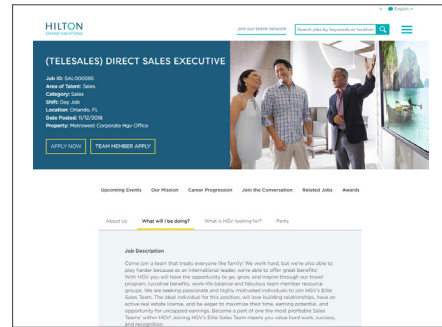 English
HILTON
GRAND VACATIONS
Join our talent network
Search jobs by keywords or location
(TELESALES) DIRECT SALES EXECUTIVE
Job ID: SAL000595
Area of Talent: Sales
Category: Sales
Shift: Day Job
Location: Orlando, FL
Date Posted: 11/12/2018
Property: Metrowest Corporate Hgv Office
APPLY NOW
TEAM MEMBER APPLY
Upcoming Events Our Mission Career Progression Join the Conversation Related Jobs Awards
About Us What will I be doing? What is HGV looking for? Perks
Job Description
Come join a team that treats everyone like family! We work hard, but we're also able to
play harder because as an international leader, we're able to offer great benefits!
With HGV you will have the opportunity to go, grow, and inspire through our travel
program, lucrative benefits, work-life balance and fabulous team member resource
groups. We are seeking passionate and highly motivated individuals to join HGV's Elite
Sales Team. The ideal individual for this position, will love building relationships, have an
active real estate license, and be eager to maximize their time, earning potential, and
opportunity for uncapped earnings. Become a part of one the most profitable Sales
Teams" within HGV! Joining HGV's Elite Sales Team means you value hard work, success,
and recognition.